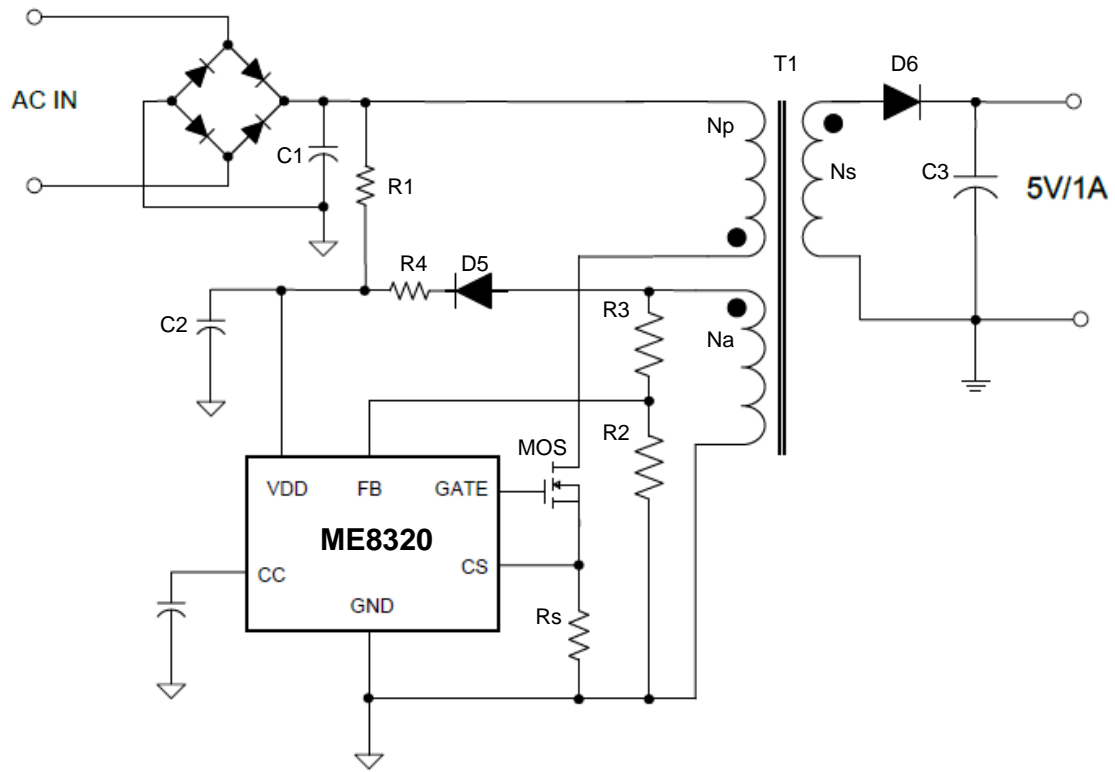 T1
D6
AC IN
Np
C1
R1
Ns
C3
5V/1A
R4
D5
C2
R3
Na
R2
MOS
VDD
FB
GATE
ME8320
CC
CS
GND
Rs